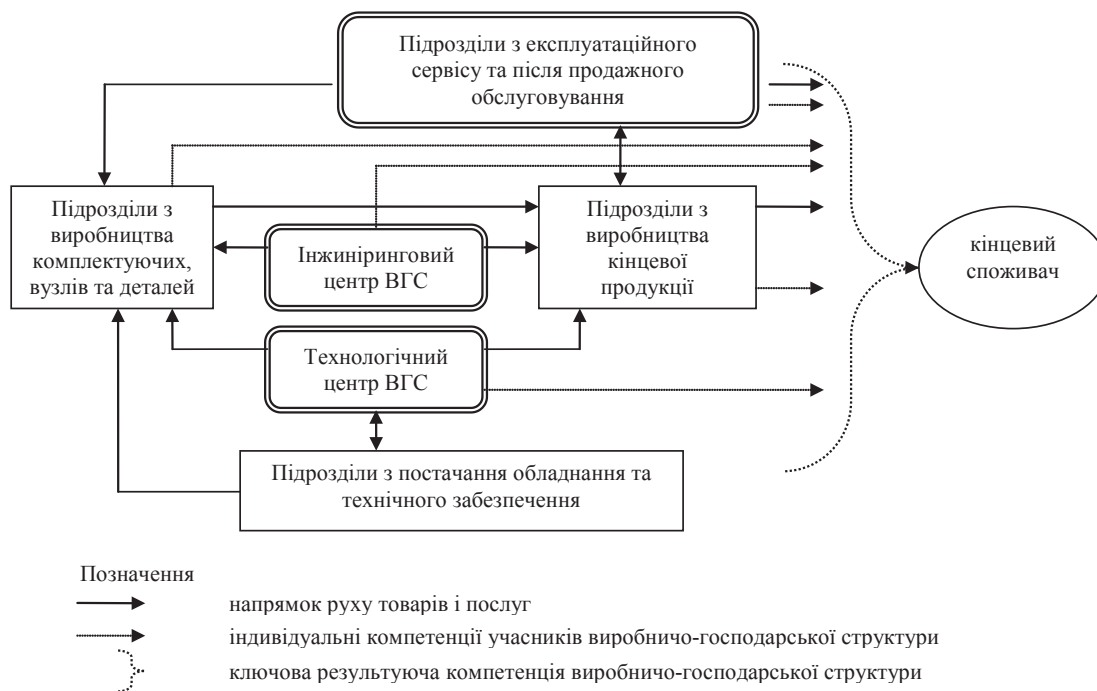 Підрозділи з експлуатаційного
сервісу та після продажного
обслуговування
Підрозділи з
виробництва
комплектуючих,
вузлів та деталей
Інжиніринговий
центр ВГС
Підрозділи з
виробництва
кінцевої
продукції
кінцевий
споживач
Технологічний
центр ВГС
Підрозділи з постачання обладнання та
технічного забезпечення
Позначення
напрямок руху товарів і послуг
індивідуальні компетенції учасників виробничо-господарської структури
ключова результуюча компетенція виробничо-господарської структури